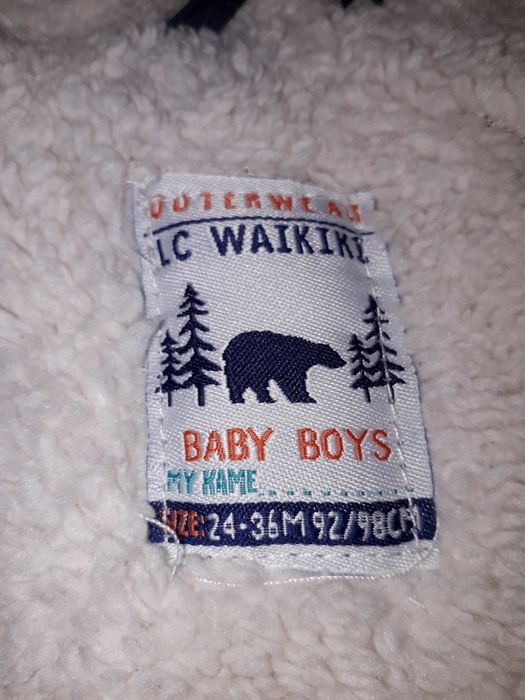 OUTERWEAR
LC WAIKIKI
BABY BOYS
MY NAME..............
SIZE: 24-36M 92/98CM